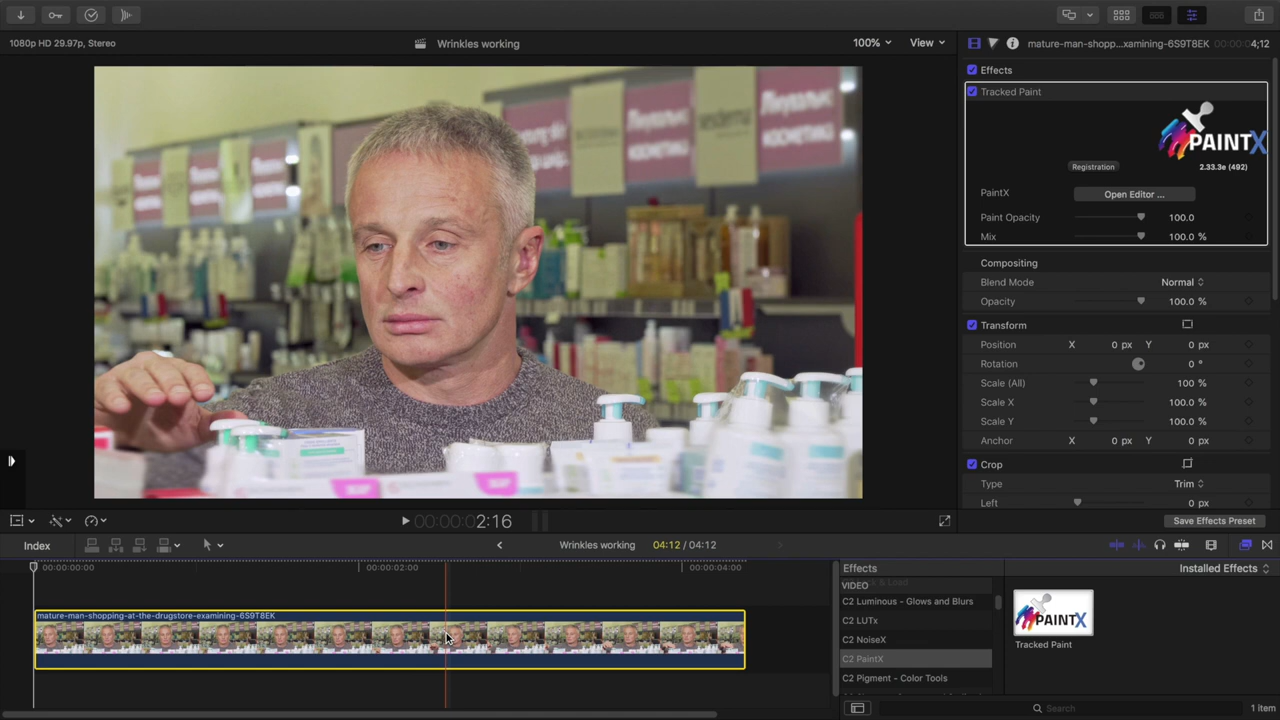 1080p HD 29.97p, Stereo
Wrinkles working
100%
View
mature-man-shopp...xamining-6S9T8EK
00:00:04;12
Effects
Tracked Paint
PAINTX
Registration
2.33.3e (492)
PaintX
Open Editor ...
Paint Opacity
100.0
Mix
100.0 %
Compositing
Blend Mode
Normal
Opacity
100.0 %
Transform
Position
X
0 px
Y
0 px
Rotation
0 °
Scale (All)
100 %
Scale X
100.0 %
Scale Y
100.0 %
Anchor
X
0 px
Y
0 px
Crop
Type
Trim
Left
0 px
00:00:02:16
Save Effects Preset
Index
Wrinkles working
04:12 / 04:12
00:00:00:00
00:00:02:00
00:00:04:00
mature-man-shopping-at-the-drugstore-examining-6S9T8EK
Effects
Installed Effects
VIDEO
C2 Luminous - Glows and Blurs
C2 LUTx
C2 NoiseX
C2 PaintX
C2 Pigment - Color Tools
PAINTX
Tracked Paint
Search
1 item
Лікувальна
косметика